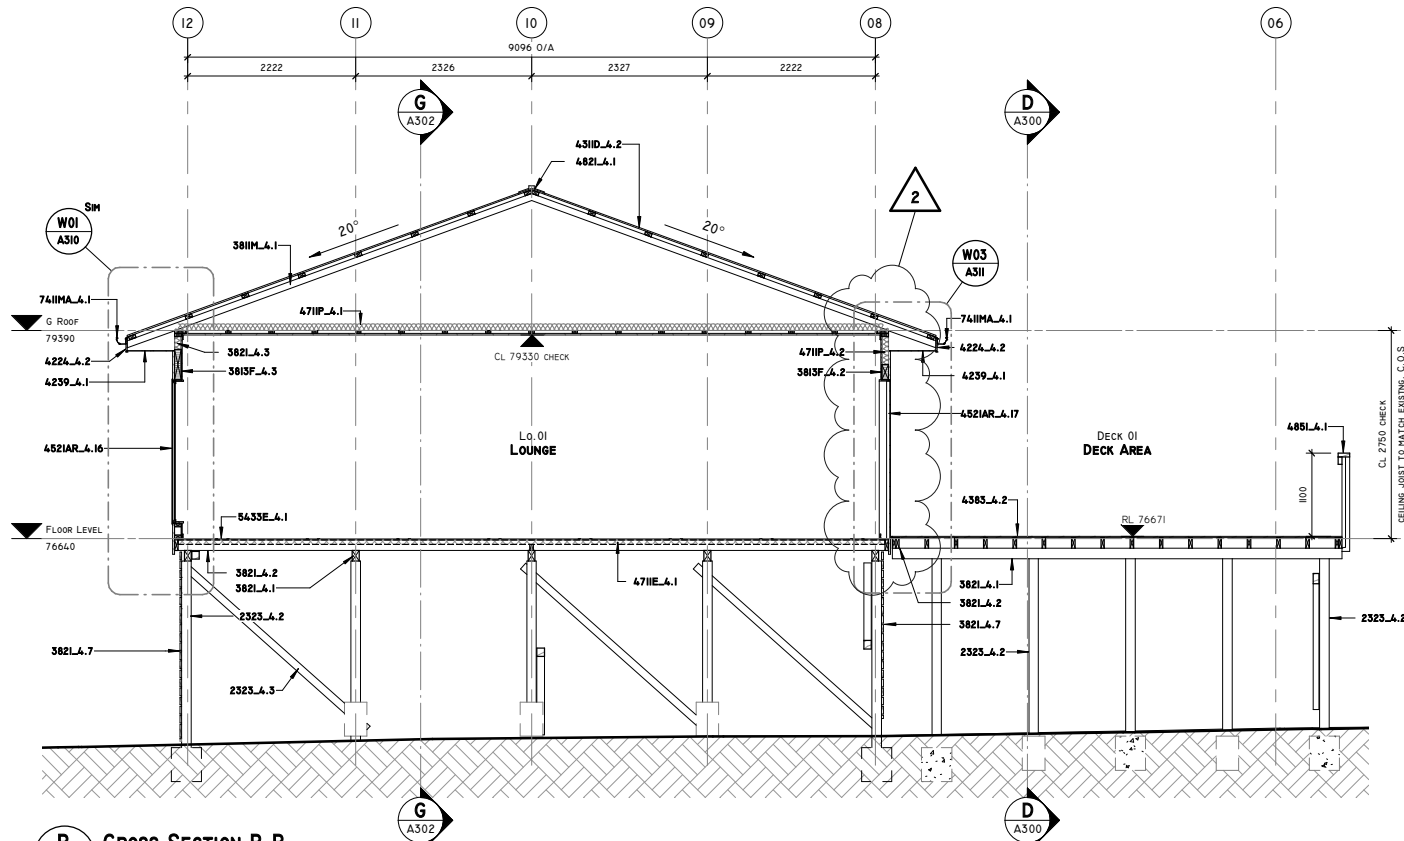 12
11
10
09
08
06
9096 O/A
2222
2326
2327
2222
G
A302
D
A300
4311D_4.2
4821_4.1
2
SIM
W01
A310
20°
20°
3811M_4.1
W03
A311
7411MA_4.1
4711P_4.1
7411MA_4.1
G ROOF
79390
4224_4.2
3821_4.3
CL 79330 CHECK
4711P_4.2
4224_4.2
4239_4.1
3813F_4.3
3813F_4.2
4239_4.1
4521AR_4.17
CL 2750 CHECK
CEILING JOIST TO MATCH EXISTNG. C.O.S
4851_4.1
4521AR_4.16
LO.01
LOUNGE
DECK 01
DECK AREA
1100
4383_4.2
5433E_4.1
RL 76671
FLOOR LEVEL
76640
3821_4.2
3821_4.1
4711E_4.1
3821_4.1
3821_4.2
2323_4.2
3821_4.7
2323_4.2
3821_4.7
2323_4.2
2323_4.3
G
A302
D
A300